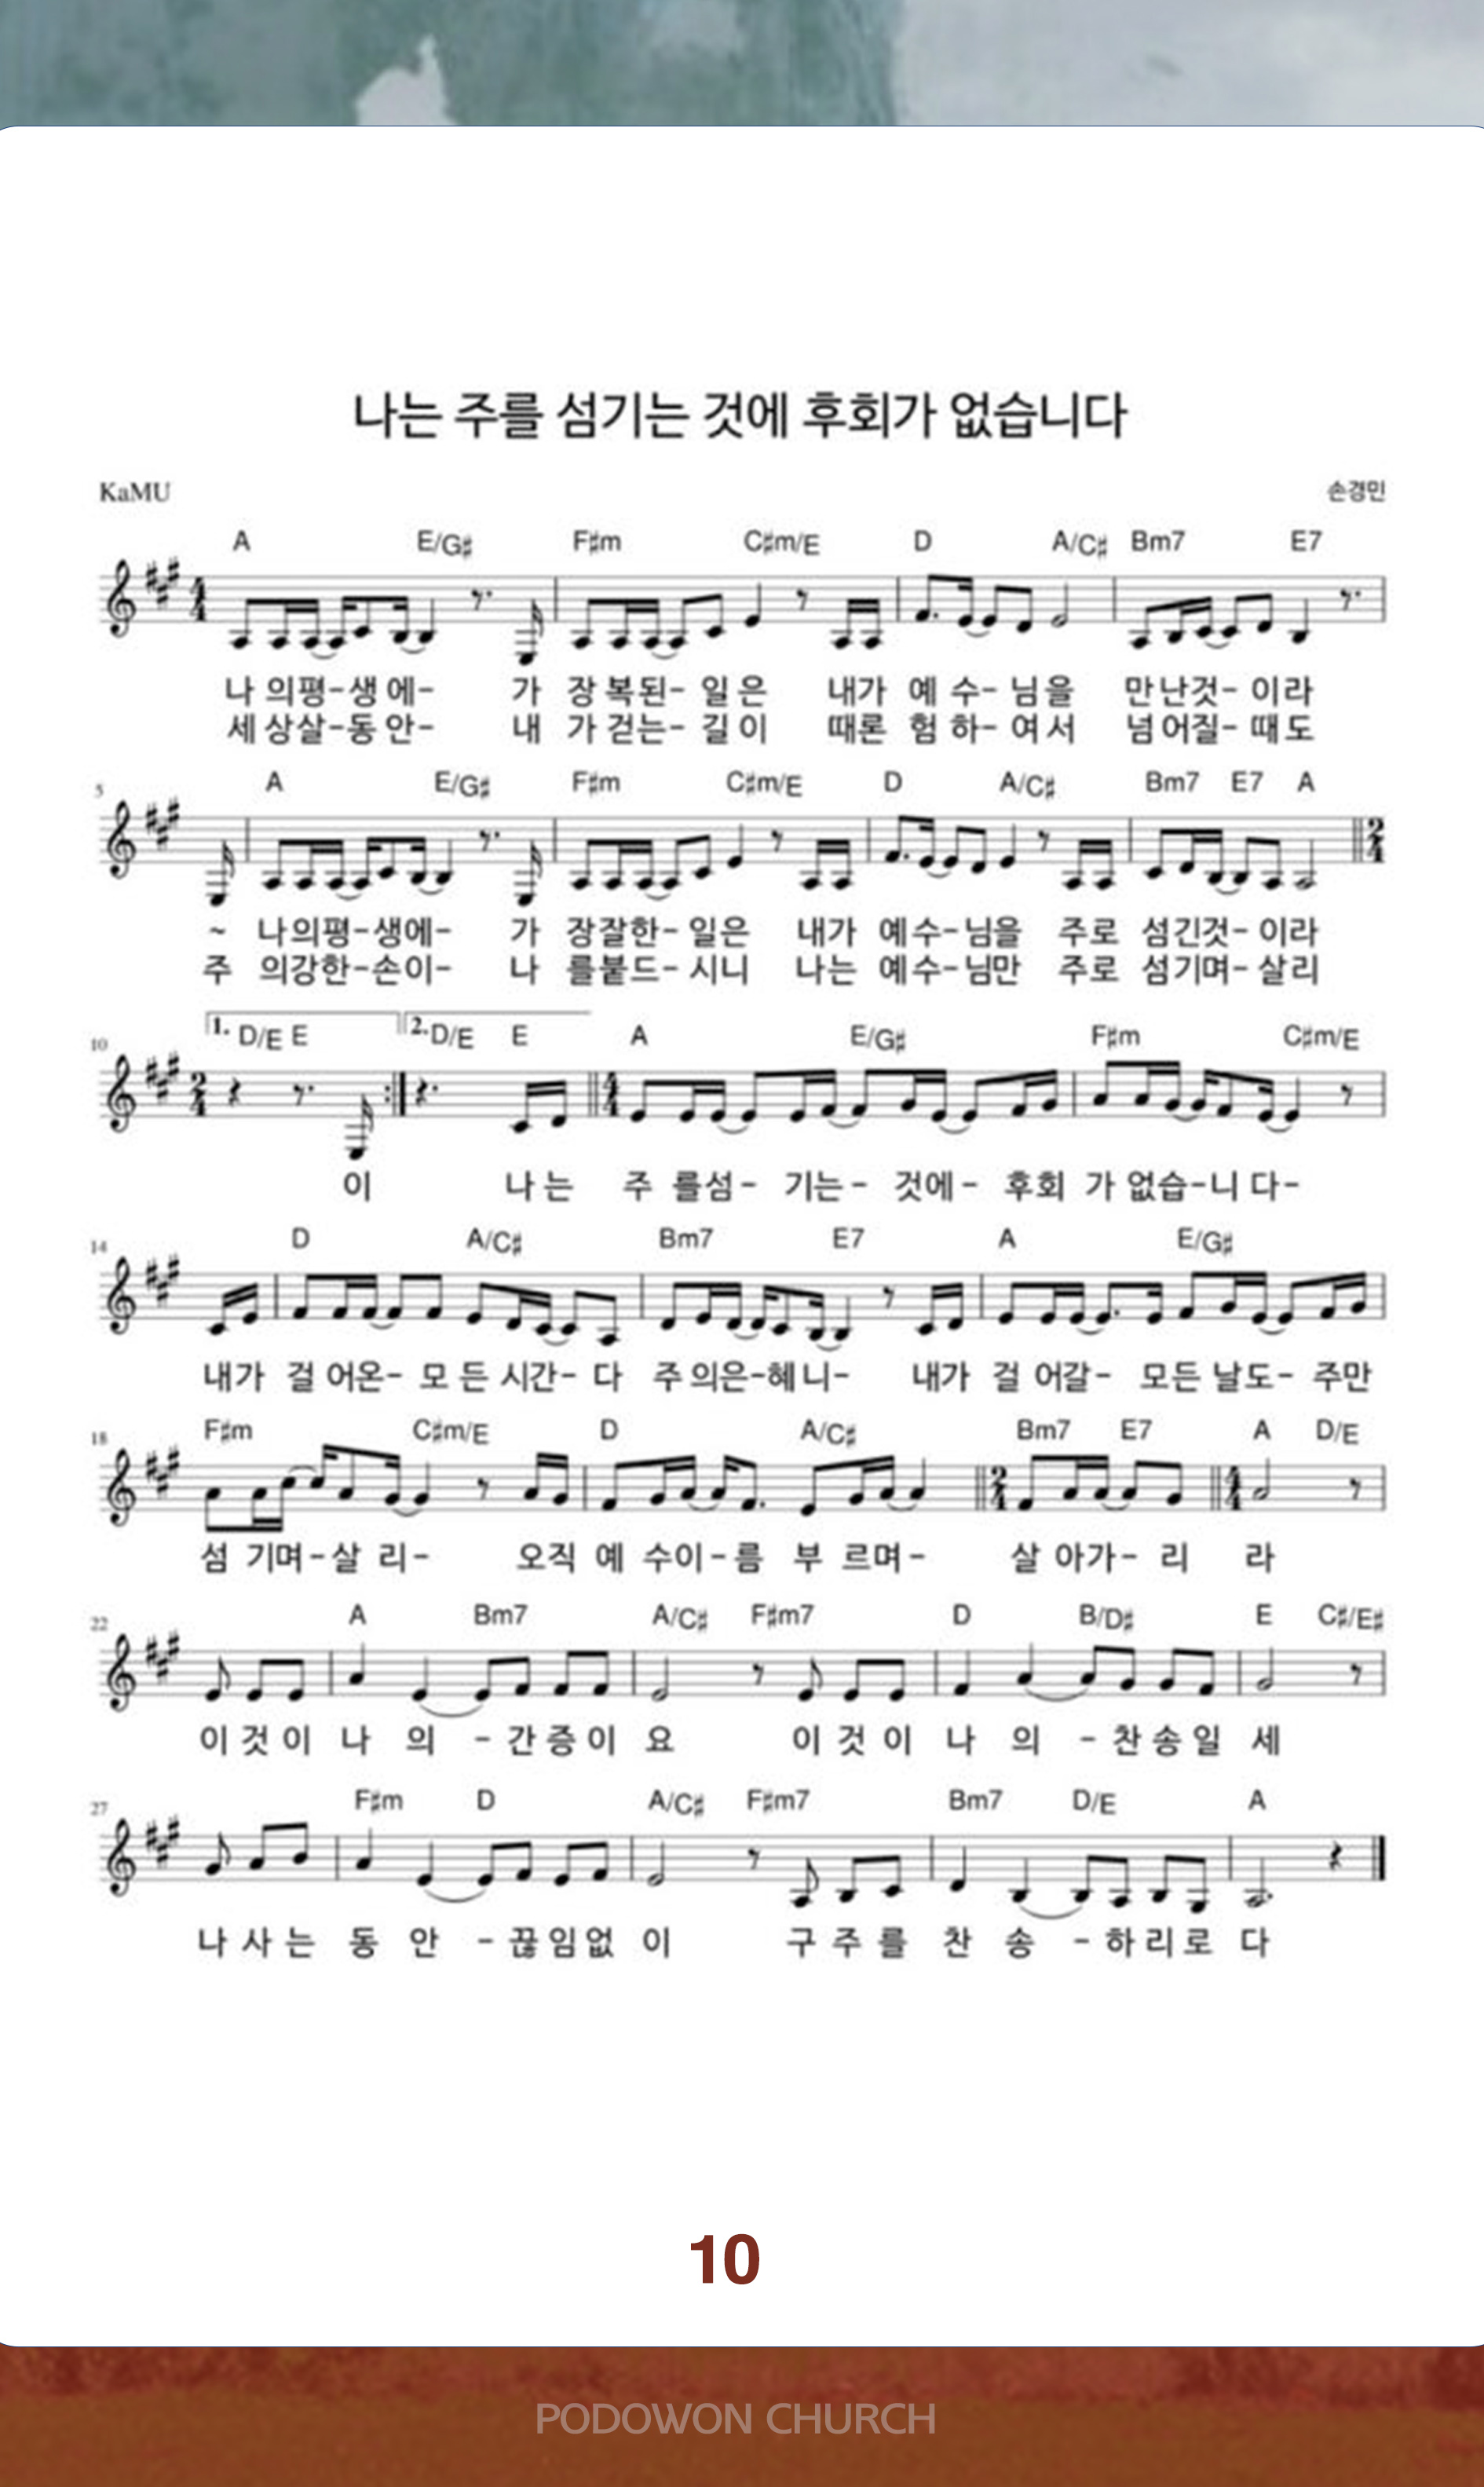 나는 주를 섬기는 것에 후회가 없습니다
KaMU 손경민
A E/G♯ F♯m C♯m/E D A/C♯ Bm7 E7
나 의평-생 에- 가 장 복된- 일 은 내가 예 수- 님을 만난것- 이라
세 상살-동 안- 내 가 걷는- 길 이 때론 험 하- 여서 넘어질- 때도
5 A E/G♯ F♯m C♯m/E D A/C♯ Bm7 E7 A
~ 나의평-생에- 가 장잘한- 일은 내가 예수-님을 주로 섬긴것- 이라
주 의강한-손이- 나 를붙드- 시니 나는 예수-님만 주로 섬기며- 살리
10 1. D/E E 2. D/E E A E/G♯ F♯m C♯m/E
이 나는 주 를섬- 기는- 것에- 후회 가 없습-니 다-
14 D A/C♯ Bm7 E7 A E/G♯
내가 걸 어온- 모 든 시간- 다 주 의은-혜 니- 내가 걸 어갈- 모든 날도- 주만
18 F♯m C♯m/E D A/C♯ Bm7 E7 A D/E
섬 기며-살 리- 오직 예 수이-름 부 르며- 살 아가- 리 라
22 A Bm7 A/C♯ F♯m7 D B/D♯ E C♯/E♯
이 것 이 나 의 - 간 증 이 요 이 것 이 나 의 - 찬 송 일 세
27 F♯m D A/C♯ F♯m7 Bm7 D/E A
나 사 는 동 안 - 끊 임 없 이 구 주 를 찬 송 - 하 리 로 다
10
PODOWON CHURCH